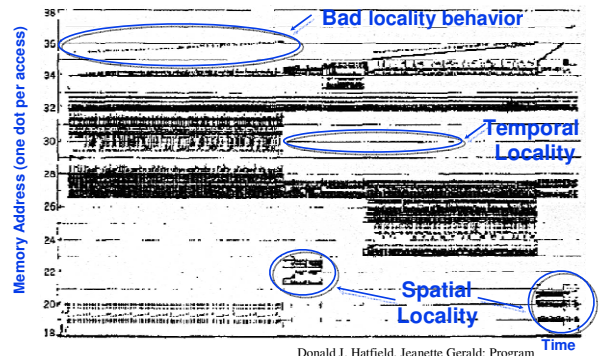 Bad locality behavior
Memory Address (one dot per access)
38
36
34
32
30
28
26
24
22
20
18
Temporal
Locality
Spatial
Locality
Time
Donald J. Hatfield, Jeanette Gerald: Program